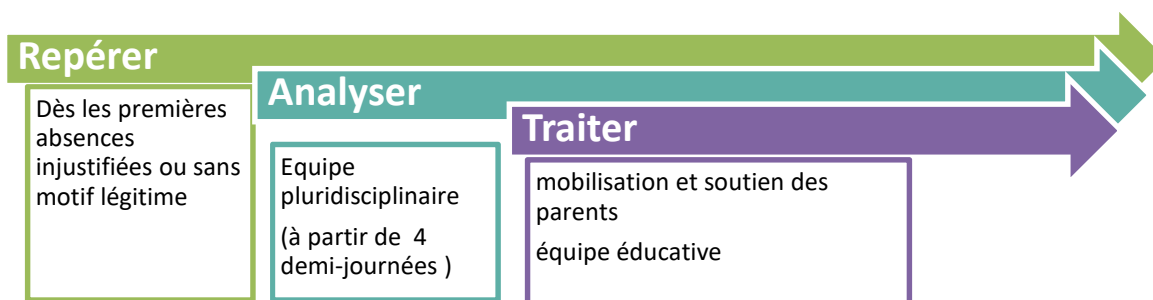 Repérer
Dès les premières
absences
injustifiées ou sans
motif légitime
Analyser
Equipe
pluridisciplinaire
(à partir de 4
demi-journées )
Traiter
mobilisation et soutien des
parents
équipe éducative